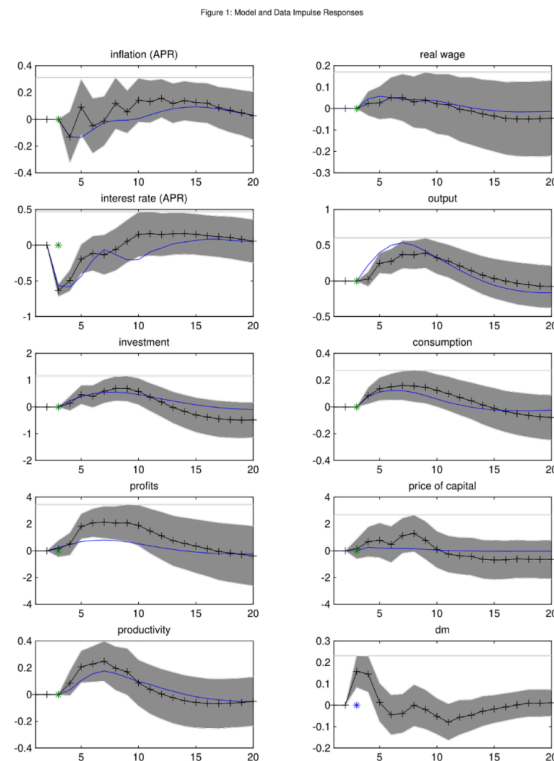 Figure 1: Model and Data Impulse Responses
inflation (APR)
0.4
0.2
0
-0.2
-0.4
5 10 15 20
real wage
0.2
0.1
0
-0.1
-0.2
-0.3
5 10 15 20
interest rate (APR)
0.5
0
-0.5
-1
5 10 15 20
output
1
0.5
0
-0.5
5 10 15 20
investment
2
1
0
-1
-2
5 10 15 20
consumption
0.4
0.2
0
-0.2
-0.4
5 10 15 20
profits
4
2
0
-2
-4
5 10 15 20
price of capital
4
2
0
-2
-4
5 10 15 20
productivity
0.4
0.2
0
-0.2
-0.4
5 10 15 20
dm
0.3
0.2
0.1
0
-0.1
-0.2
5 10 15 20